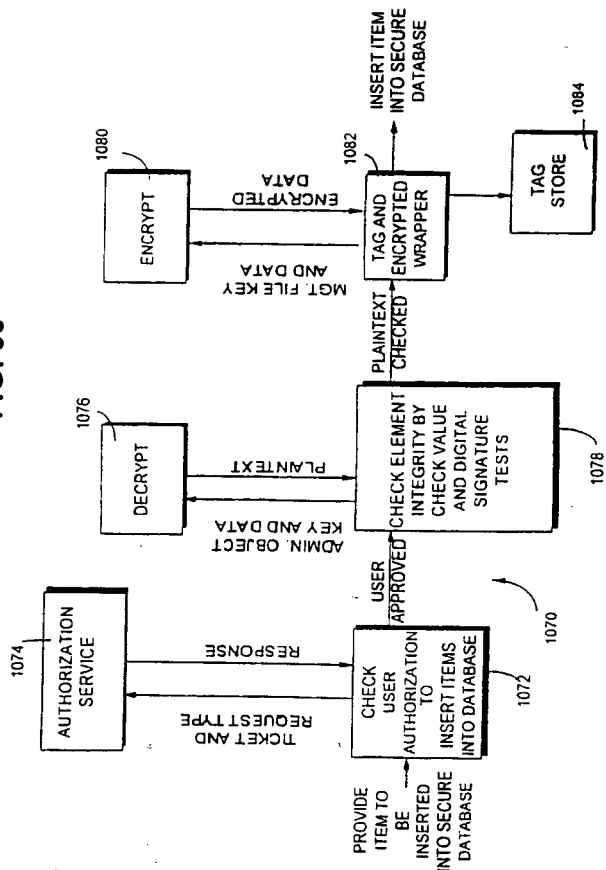 1074
AUTHORIZATION
SERVICE
TICKET AND
REQUEST TYPE
RESPONSE
PROVIDE
ITEM TO
BE
INSERTED
INTO SECURE
DATABASE
CHECK
USER
AUTHORIZATION
TO
INSERT ITEMS
INTO DATABASE
1072
1070
USER
APPROVED
1076
DECRYPT
ADMIN. OBJECT
KEY AND DATA
PLAINTEXT
CHECK ELEMENT
INTEGRITY BY
CHECK VALUE
AND DIGITAL
SIGNATURE
TESTS
1078
PLAINTEXT
CHECKED
1080
ENCRYPT
MGT. FILE KEY
AND DATA
ENCRYPTED
DATA
1082
TAG AND
ENCRYPTED
WRAPPER
INSERT ITEM
INTO SECURE
DATABASE
TAG
STORE
1084